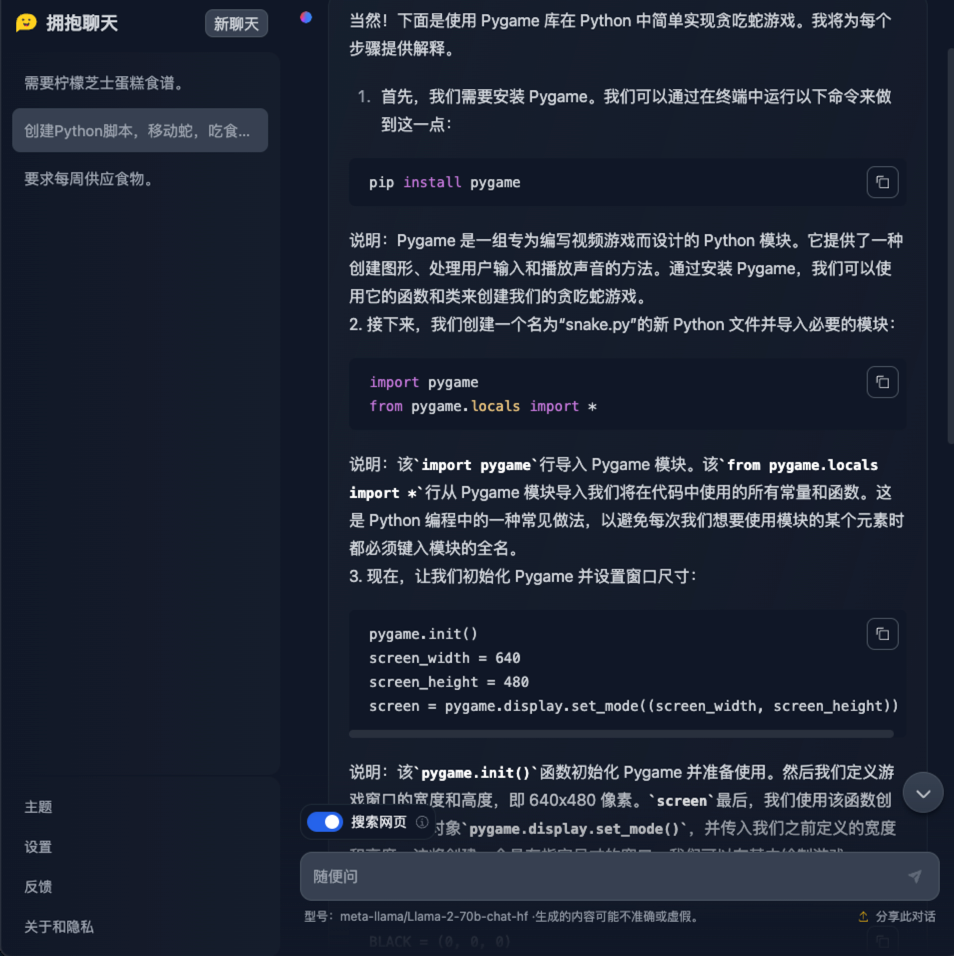 拥抱聊天
新聊天
需要柠檬芝士蛋糕食谱。
创建Python脚本，移动蛇，吃食...
要求每周供应食物。
主题
设置
反馈
关于和隐私
当然！下面是使用 Pygame 库在 Python 中简单实现贪吃蛇游戏。我将为每个
步骤提供解释。
1. 首先，我们需要安装 Pygame。我们可以通过在终端中运行以下命令来做
到这一点：
pip install pygame
说明：Pygame 是一组专为编写视频游戏而设计的 Python 模块。它提供了一种
创建图形、处理用户输入和播放声音的方法。通过安装 Pygame，我们可以使
用它的函数和类来创建我们的贪吃蛇游戏。
2. 接下来，我们创建一个名为“snake.py”的新 Python 文件并导入必要的模块：
import pygame
from pygame.locals import *
说明：该`import pygame`行导入 Pygame 模块。该`from pygame.locals
import *`行从 Pygame 模块导入我们将在代码中使用的所有常量和函数。这
是 Python 编程中的一种常见做法，以避免每次我们想要使用模块的某个元素时
都必须键入模块的全名。
3. 现在，让我们初始化 Pygame 并设置窗口尺寸：
pygame.init()
screen_width = 640
screen_height = 480
screen = pygame.display.set_mode((screen_width, screen_height))
说明：该`pygame.init()`函数初始化 Pygame 并准备使用。然后我们定义游
戏窗口的宽度和高度，即 640x480 像素。`screen`最后，我们使用该函数创
对象`pygame.display.set_mode()`，并传入我们之前定义的宽度
搜索网页
随便问
型号：meta-llama/Llama-2-70b-chat-hf ·生成的内容可能不准确或虚假。
分享此对话
BLACK = (0, 0, 0)